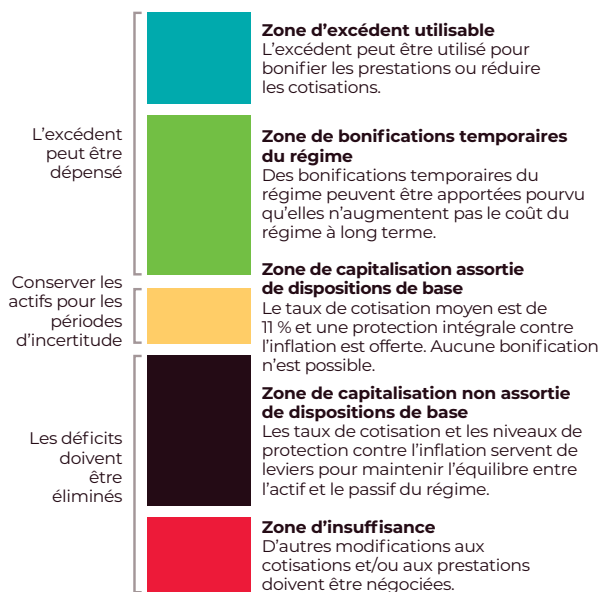 Zone d'excédent utilisable
L'excédent peut être utilisé pour
bonifier les prestations ou réduire
les cotisations.
L'excédent
peut être
dépensé
Zone de bonifications temporaires
du régime
Des bonifications temporaires du
régime peuvent être apportées pourvu
qu'elles n'augmentent pas le coût du
régime à long terme.
Conserver les
actifs pour les
périodes
d'incertitude
Zone de capitalisation assortie
de dispositions de base
Le taux de cotisation moyen est de
11 % et une protection intégrale contre
l'inflation est offerte. Aucune bonification
n'est possible.
Les déficits
doivent
être
éliminés
Zone de capitalisation non assortie
de dispositions de base
Les taux de cotisation et les niveaux de
protection contre l'inflation servent de
leviers pour maintenir l'équilibre entre
l'actif et le passif du régime.
Zone d'insuffisance
D'autres modifications aux
cotisations et/ou aux prestations
doivent être négociées.